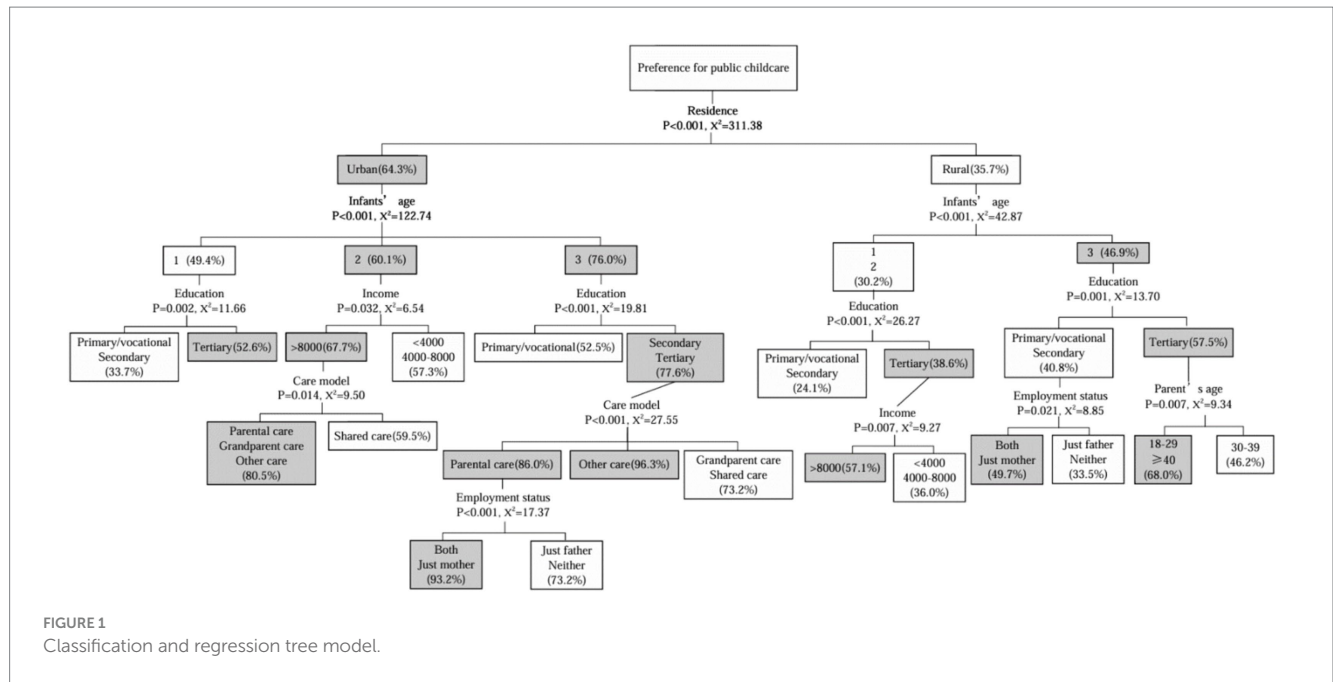 Preference for public childcare
Residence
P<0.001, X²=311.38
Urban(64.3%)
Rural(35.7%)
Infants' age
P<0.001, X²=122.74
Infants' age
P<0.001, X²=42.87
1 (49.4%)
2 (60.1%)
3 (76.0%)
1
2
(30.2%)
3 (46.9%)
Education
P=0.002, X²=11.66
Income
P=0.032, X²=6.54
Education
P<0.001, X²=19.81
Education
P<0.001, X²=26.27
Education
P=0.001, X²=13.70
Primary/vocational
Secondary
(33.7%)
Tertiary(52.6%)
>8000(67.7%)
<4000
4000-8000
(57.3%)
Primary/vocational(52.5%)
Secondary
Tertiary
(77.6%)
Primary/vocational
Secondary
(24.1%)
Tertiary(38.6%)
Primary/vocational
Secondary
(40.8%)
Tertiary(57.5%)
Care model
P=0.014, X²=9.50
Care model
P<0.001, X²=27.55
Income
P=0.007, X²=9.27
Employment status
P=0.021, X²=8.85
Parent's age
P=0.007, X²=9.34
Parental care
Grandparent care
Other care
(80.5%)
Shared care(59.5%)
Parental care(86.0%)
Other care(96.3%)
Grandparent care
Shared care
(73.2%)
>8000(57.1%)
<4000
4000-8000
(36.0%)
Both
Just mother
(49.7%)
Just father
Neither
(33.5%)
18-29
≥40
(68.0%)
30-39
(46.2%)
Employment status
P<0.001, X²=17.37
Both
Just mother
(93.2%)
Just father
Neither
(73.2%)
FIGURE 1
Classification and regression tree model.